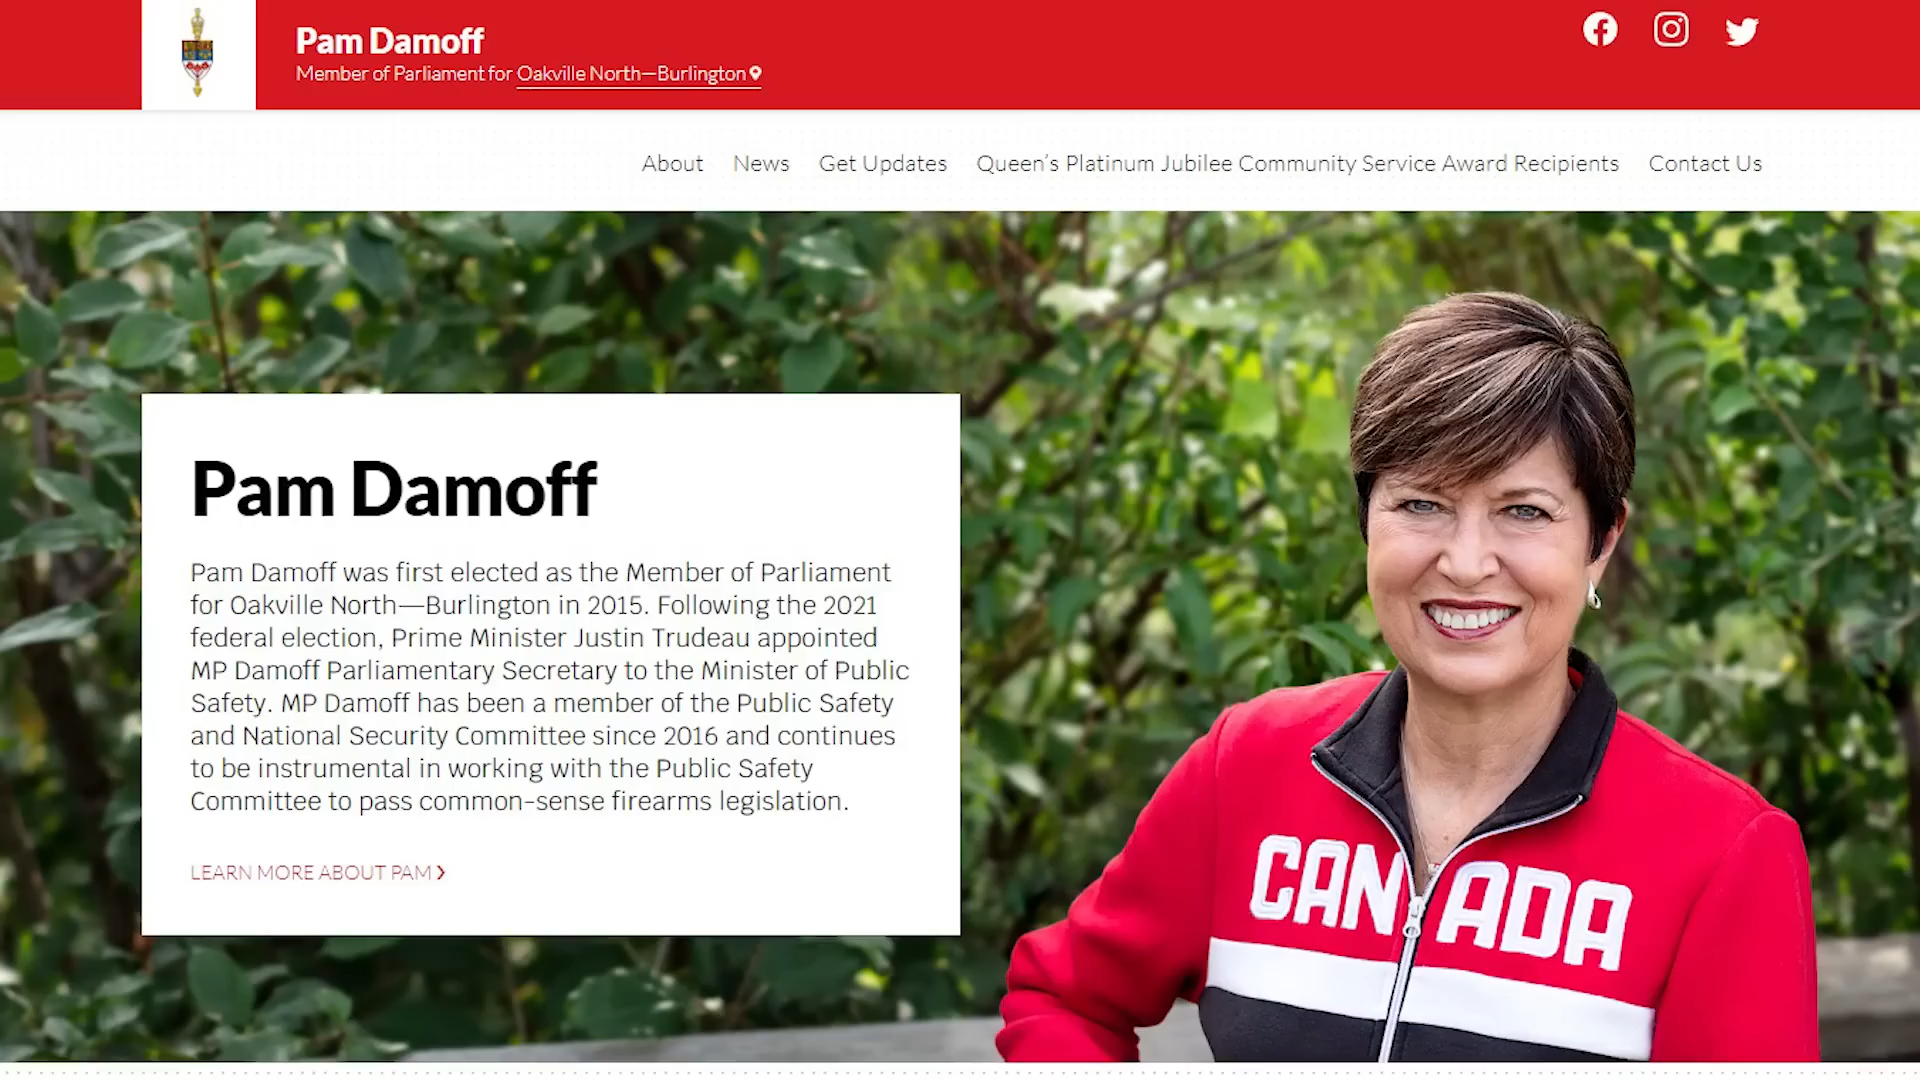 Pam Damoff
Member of Parliament for Oakville North—Burlington
About News Get Updates Queen's Platinum Jubilee Community Service Award Recipients Contact Us
Pam Damoff
Pam Damoff was first elected as the Member of Parliament
for Oakville North—Burlington in 2015. Following the 2021
federal election, Prime Minister Justin Trudeau appointed
MP Damoff Parliamentary Secretary to the Minister of Public
Safety. MP Damoff has been a member of the Public Safety
and National Security Committee since 2016 and continues
to be instrumental in working with the Public Safety
Committee to pass common-sense firearms legislation.
LEARN MORE ABOUT PAM
CANADA